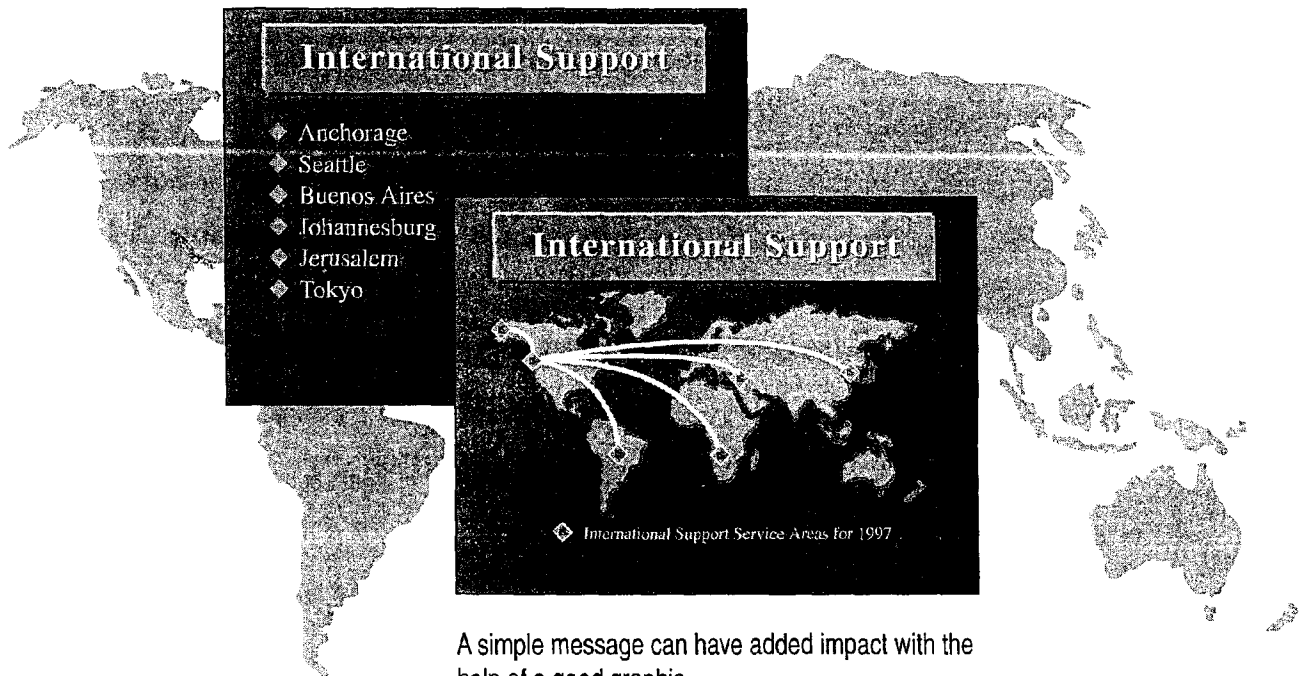 International Support
Anchorage
Seattle
Buenos Aires
Johannesburg
Jerusalem
Tokyo
International Support
International Support Service Areas for 1997
A simple message can have added impact with the
help of a good graphic